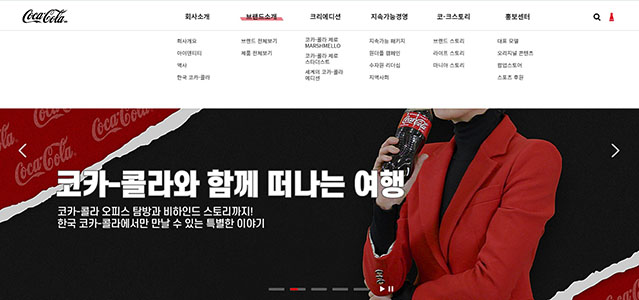 Coca-Cola
회사소개 브랜드소개 크리에디션 지속가능경영 코-크스토리 홍보센터
회사개요 브랜드 전체보기 코카-콜라 제로 지속가능 패키지 브랜드 스토리 대표 모델
MARSHMELLO
아이덴티티 제품 전체보기 코카-콜라 제로 원더플 캠페인 라이프 스토리 오리지널 콘텐츠
스타더스트
역사 세계의 코카-콜라 수자원 리더십 마니아 스토리 팝업스토어
에디션
한국 코카-콜라 지역사회 스포츠 후원
Coca-Cola
Coca-Cola
Coca-Cola
코카-콜라와 함께 떠나는 여행
코카-콜라 오피스 탐방과 비하인드 스토리까지!
한국 코카-콜라에서만 만날 수 있는 특별한 이야기